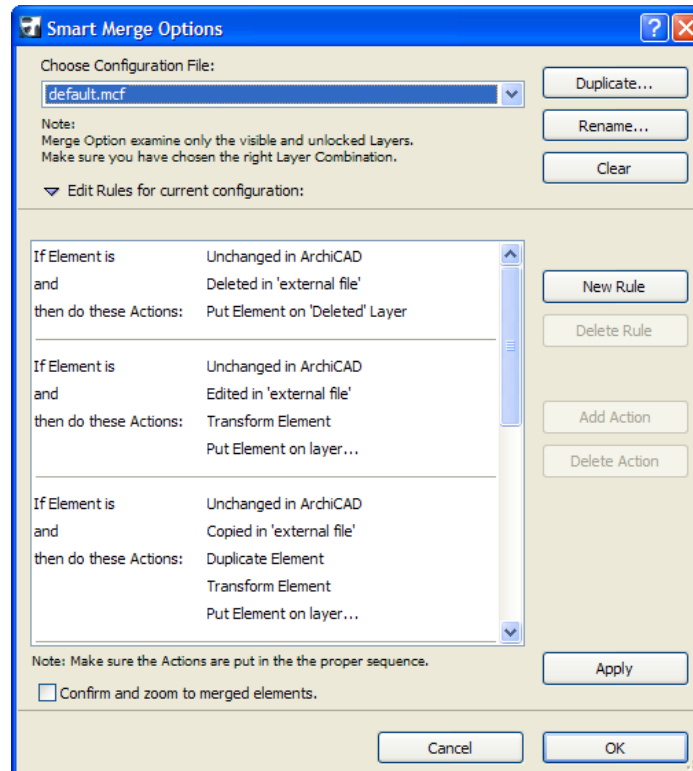 Smart Merge Options
Choose Configuration File:
default.mcf
Duplicate...
Note:
Merge Option examine only the visible and unlocked Layers.
Make sure you have chosen the right Layer Combination.
Rename...
Clear
Edit Rules for current configuration:
If Element is Unchanged in ArchiCAD
and Deleted in 'external file'
then do these Actions: Put Element on 'Deleted' Layer
If Element is Unchanged in ArchiCAD
and Edited in 'external file'
then do these Actions: Transform Element
Put Element on layer...
If Element is Unchanged in ArchiCAD
and Copied in 'external file'
then do these Actions: Duplicate Element
Transform Element
Put Element on layer...
New Rule
Delete Rule
Add Action
Delete Action
Note: Make sure the Actions are put in the the proper sequence.
Apply
Confirm and zoom to merged elements.
Cancel
OK